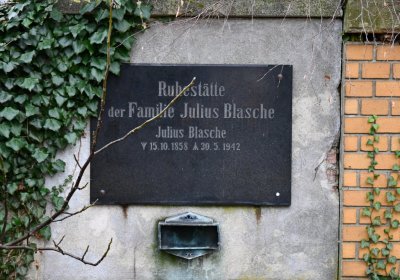 Ruhestätte
der Familie Julius Blasche
Julius Blasche
15.10.1858 30.5.1942